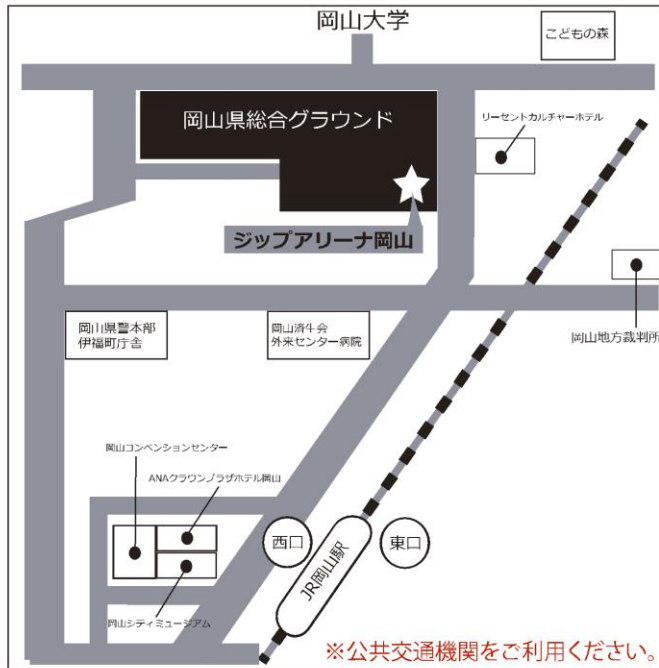 岡山大学
こどもの森
岡山県総合グラウンド
リーセントカルチャーホテル
ジップアリーナ岡山
岡山県警本部
伊福町庁舎
岡山済生会
外来センター病院
岡山地方裁判所
岡山コンベンションセンター
ANAクラウンプラザホテル岡山
西口
JR岡山駅
東口
岡山シティミュージアム
※公共交通機関をご利用ください。